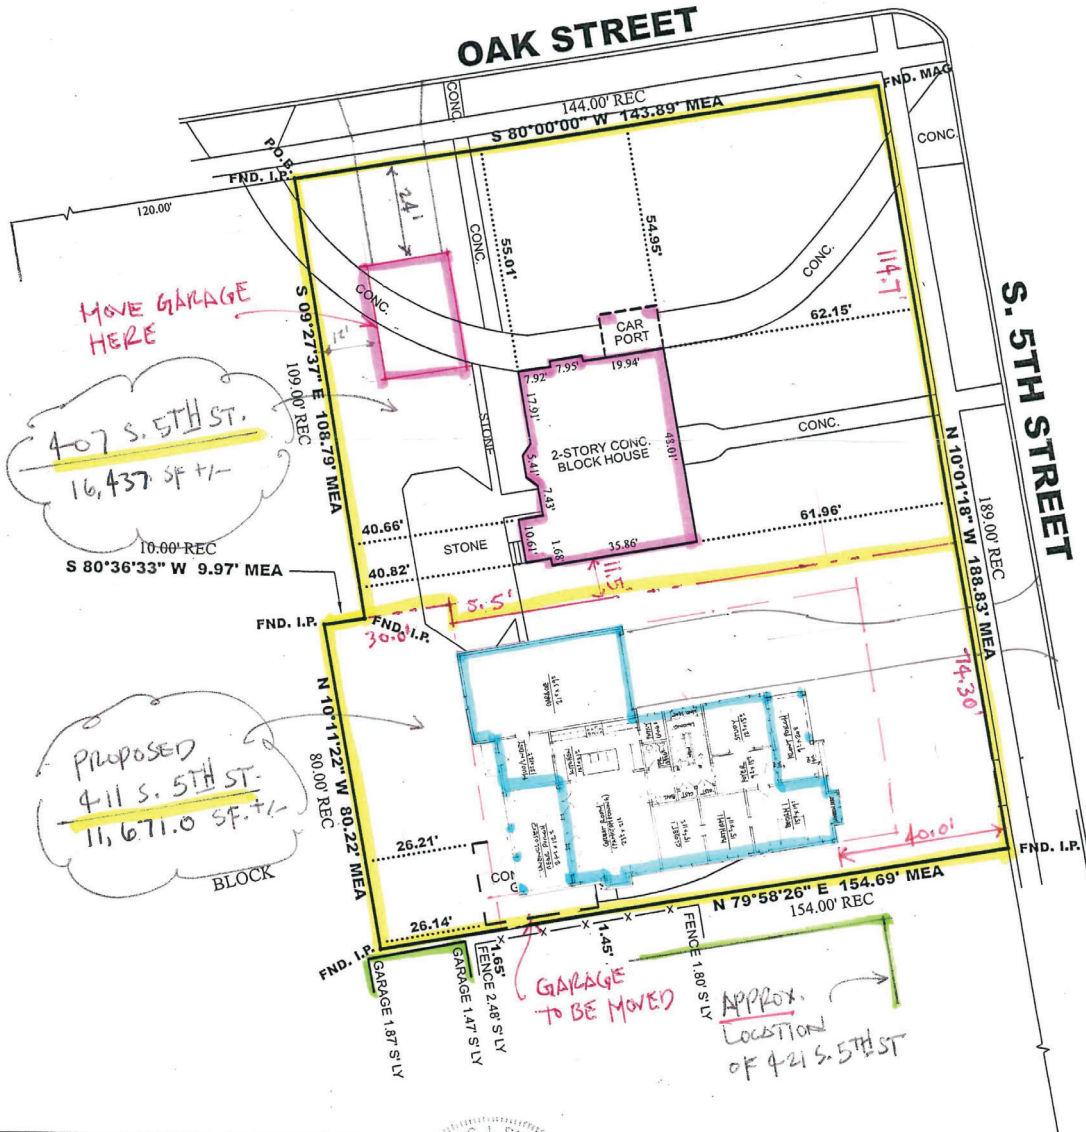 OAK STREET
CONC.
144.00' REC
S 80°00'00" W 143.89' MEA
FND. MAG
P.O.B.
FND. I.P.
120.00'
24'
CONC.
CONC.
55.01'
54.95'
CONC.
MOVE GARAGE
HERE
12'
CONC.
S 09°27'37" E 108.79' MEA
109.00' REC
CAR
PORT
62.15'
114.7'
S. 5TH STREET
7.92'
7.95'
19.94'
17.91'
5.41'
7.43'
10.61'
1.68'
35.86'
48.01'
2-STORY CONC.
BLOCK HOUSE
CONC.
STONE
407 S. 5TH ST.
16,437 SF +/-
N 10°01'18" W 188.83' MEA
189.00' REC
40.66'
61.96'
STONE
40.82'
10.00' REC
S 80°36'33" W 9.97' MEA
11.5'
5.5'
FND. I.P.
FND. I.P.
30.0'
74.30'
GARAGE
STUDY
PROPOSED
411 S. 5TH ST.
11,671.0 SF. +/-
N 10°11'22" W 80.22' MEA
80.00' REC
BLOCK
26.21'
26.14'
40.0'
FND. I.P.
N 79°58'26" E 154.69' MEA
154.00' REC
FND. I.P.
GARAGE 1.87' S'LY
GARAGE 1.47' S'LY
1.65'
FENCE 2.48' S'LY
1.45'
FENCE 1.80' S'LY
GARAGE
TO BE MOVED
APPROX.
LOCATION
OF 421 S. 5TH ST